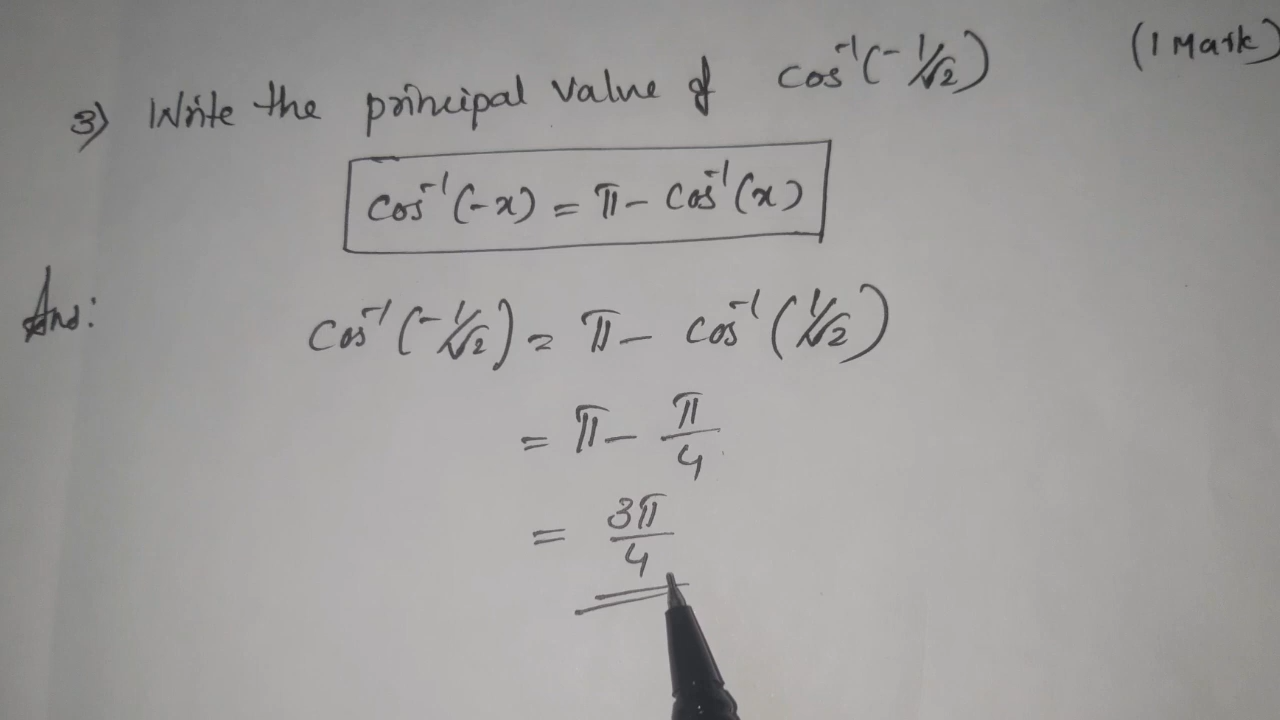 3) Write the principal value of cos⁻¹(-1/√2) (1 Mark)
cos⁻¹(-x) = π - cos⁻¹(x)
Ans:
cos⁻¹(-1/√2) = π - cos⁻¹(1/√2)
= π - π/4
= 3π/4